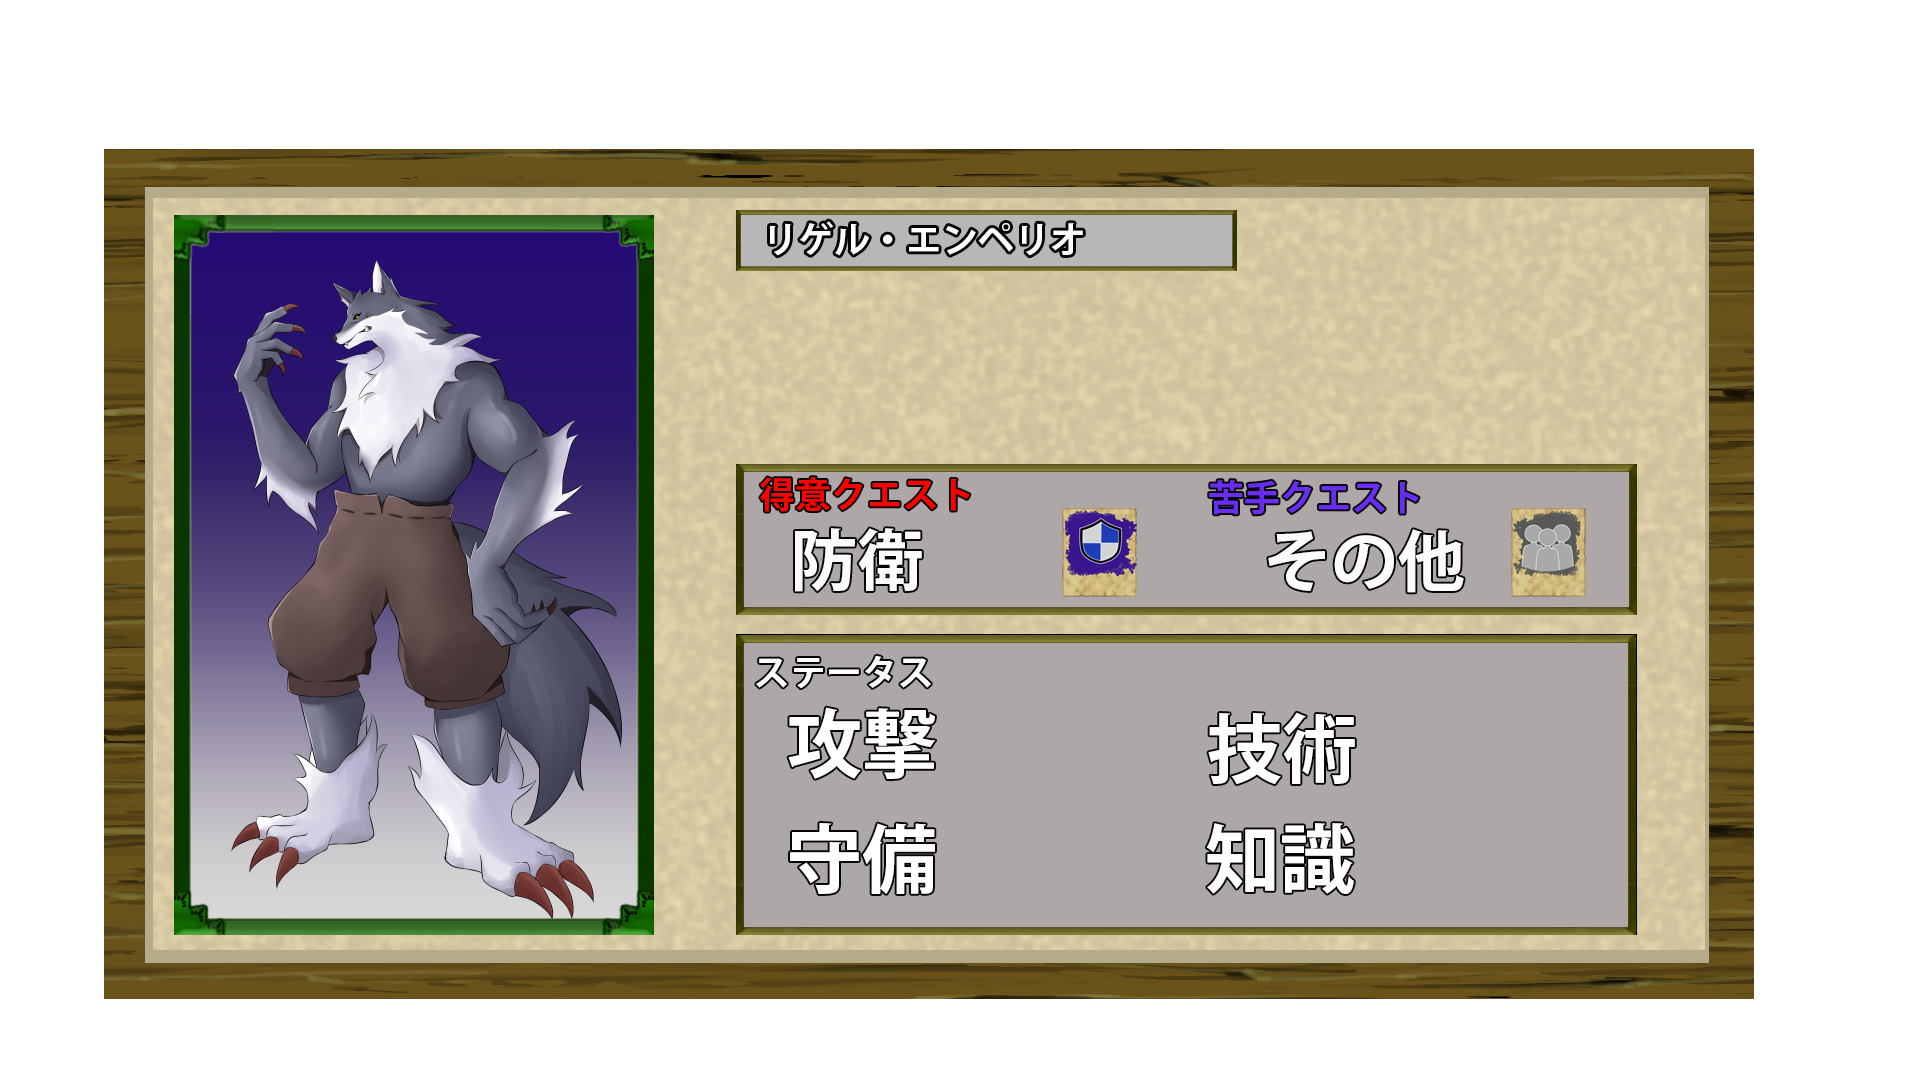 リゲル・エンペリオ
得意クエスト
防衛
苦手クエスト
その他
ステータス
攻撃
技術
守備
知識